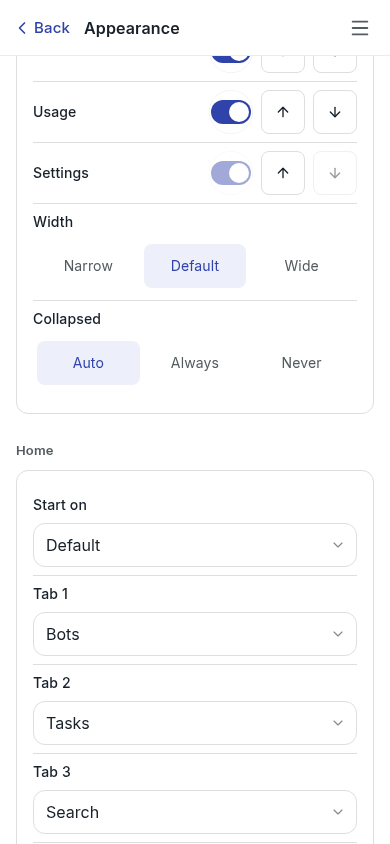 Back Appearance
Usage
Settings
Width
Narrow Default Wide
Collapsed
Auto Always Never
Home
Start on
Default
Tab 1
Bots
Tab 2
Tasks
Tab 3
Search